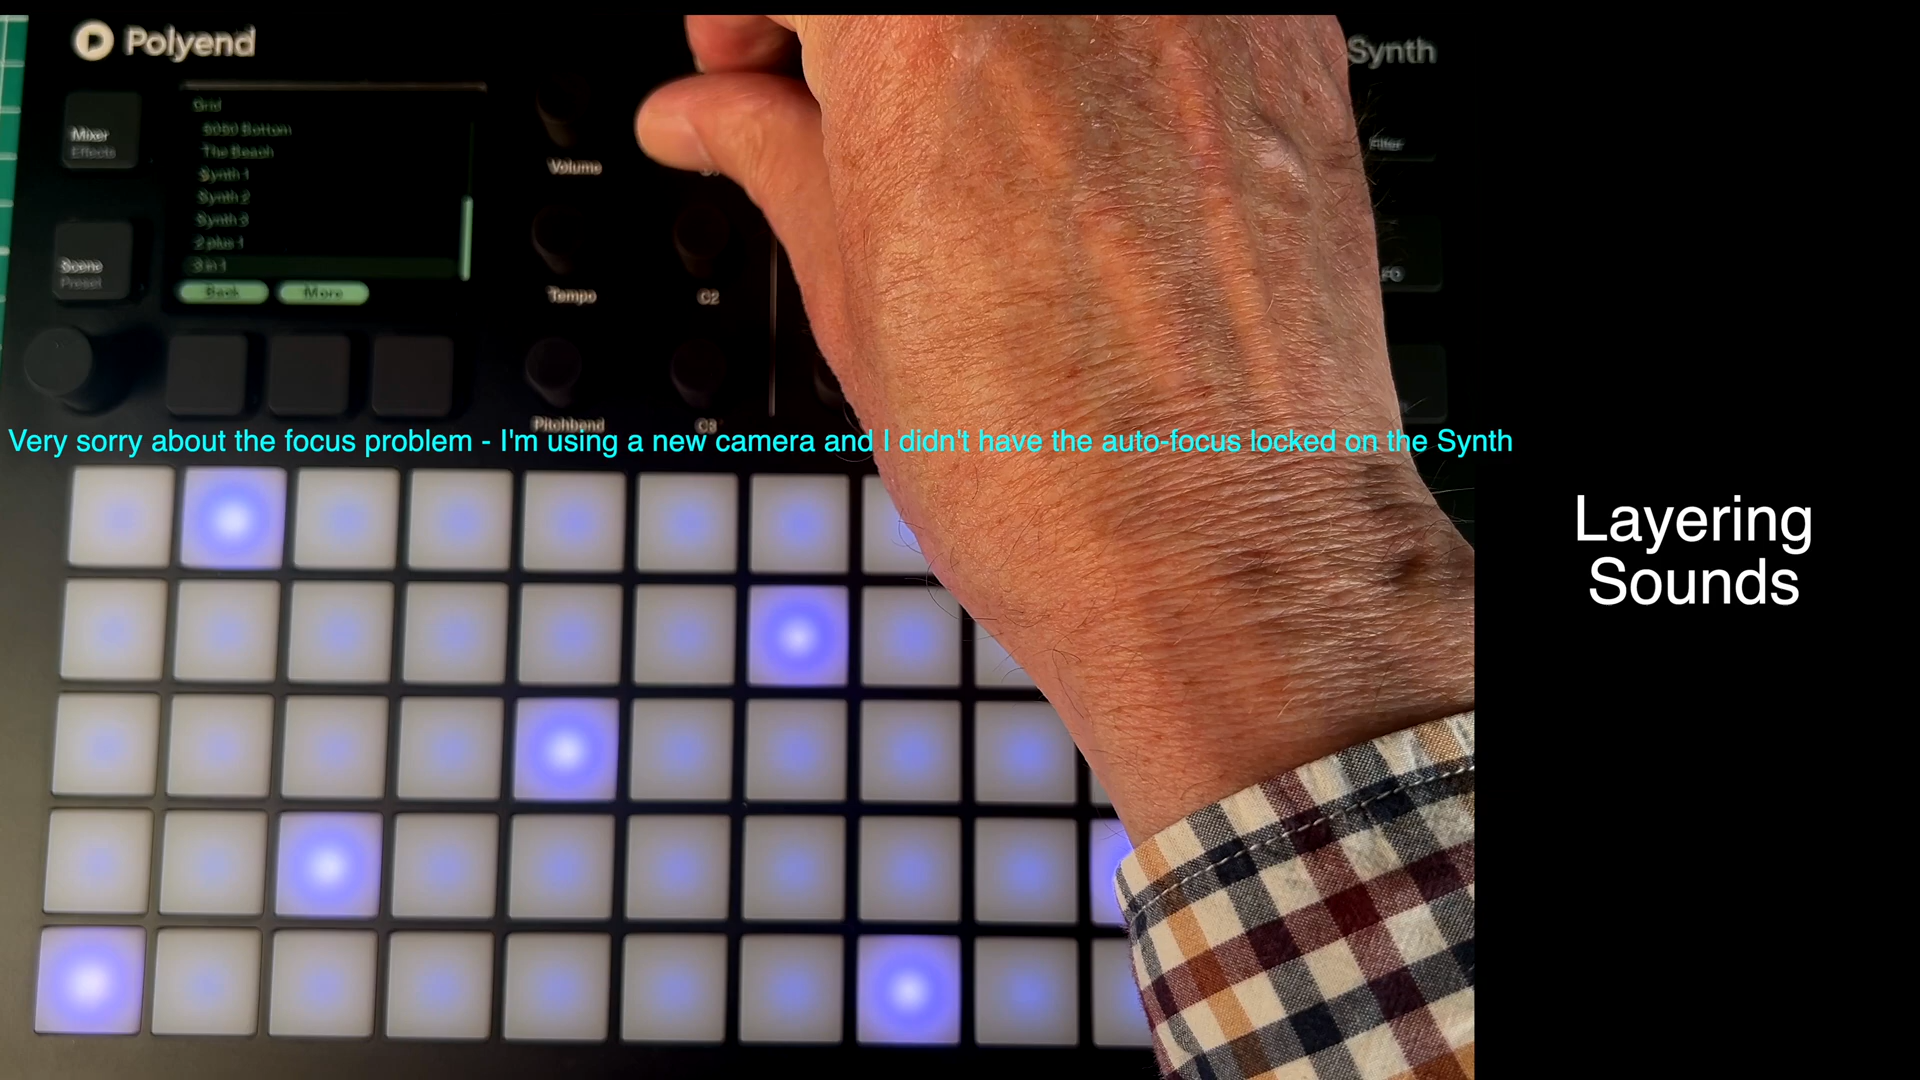 Polyend
Synth
Mixer
Effects
Grid
5050 Bottom
The Beach
Synth 1
Synth 2
Synth 3
2 plus 1
3 in 1
Back
More
Volume
Filter
Scene
Preset
Tempo
C2
Pitchbend
C3
Very sorry about the focus problem - I'm using a new camera and I didn't have the auto-focus locked on the Synth
Layering
Sounds